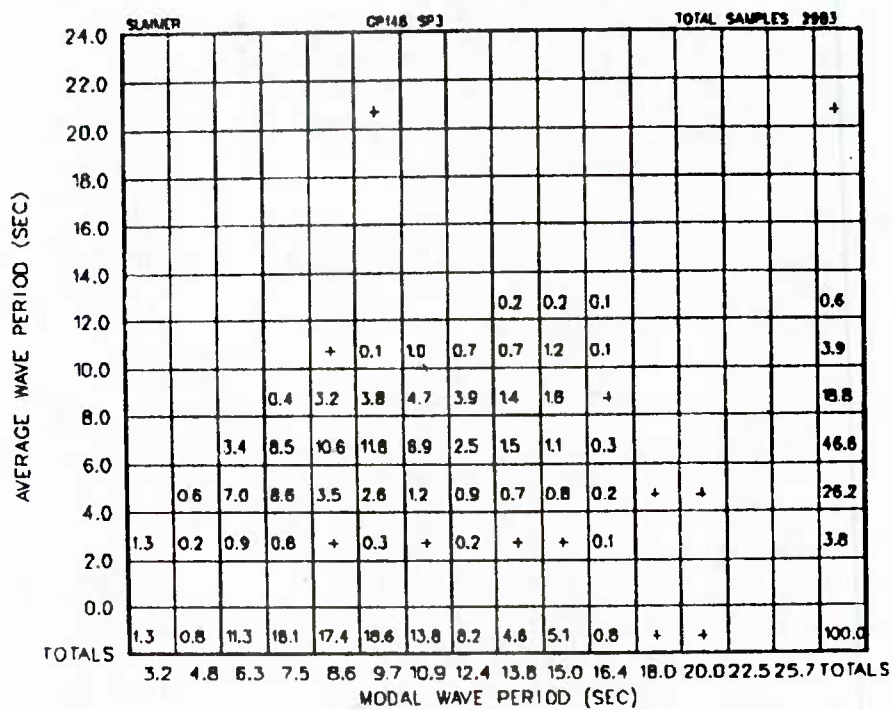 SUMMER GP148 SP3 TOTAL SAMPLES 2983
24.0
22.0
+ +
20.0
18.0
16.0
14.0
0.2 0.2 0.1 0.6
12.0
+ 0.1 1.0 0.7 0.7 1.2 0.1 3.9
10.0
0.4 3.2 3.8 4.7 3.9 1.4 1.6 + 18.8
8.0
3.4 8.5 10.6 11.8 6.9 2.5 1.5 1.1 0.3 46.6
6.0
0.6 7.0 8.6 3.5 2.6 1.2 0.9 0.7 0.8 0.2 + + 26.2
4.0
1.3 0.2 0.9 0.8 + 0.3 + 0.2 + + 0.1 3.8
2.0
0.0
1.3 0.8 11.3 18.1 17.4 18.6 13.8 8.2 4.6 5.1 0.8 + + 100.0
TOTALS
3.2 4.8 6.3 7.5 8.6 9.7 10.9 12.4 13.8 15.0 16.4 18.0 20.0 22.5 25.7 TOTALS
MODAL WAVE PERIOD (SEC)
AVERAGE WAVE PERIOD (SEC)